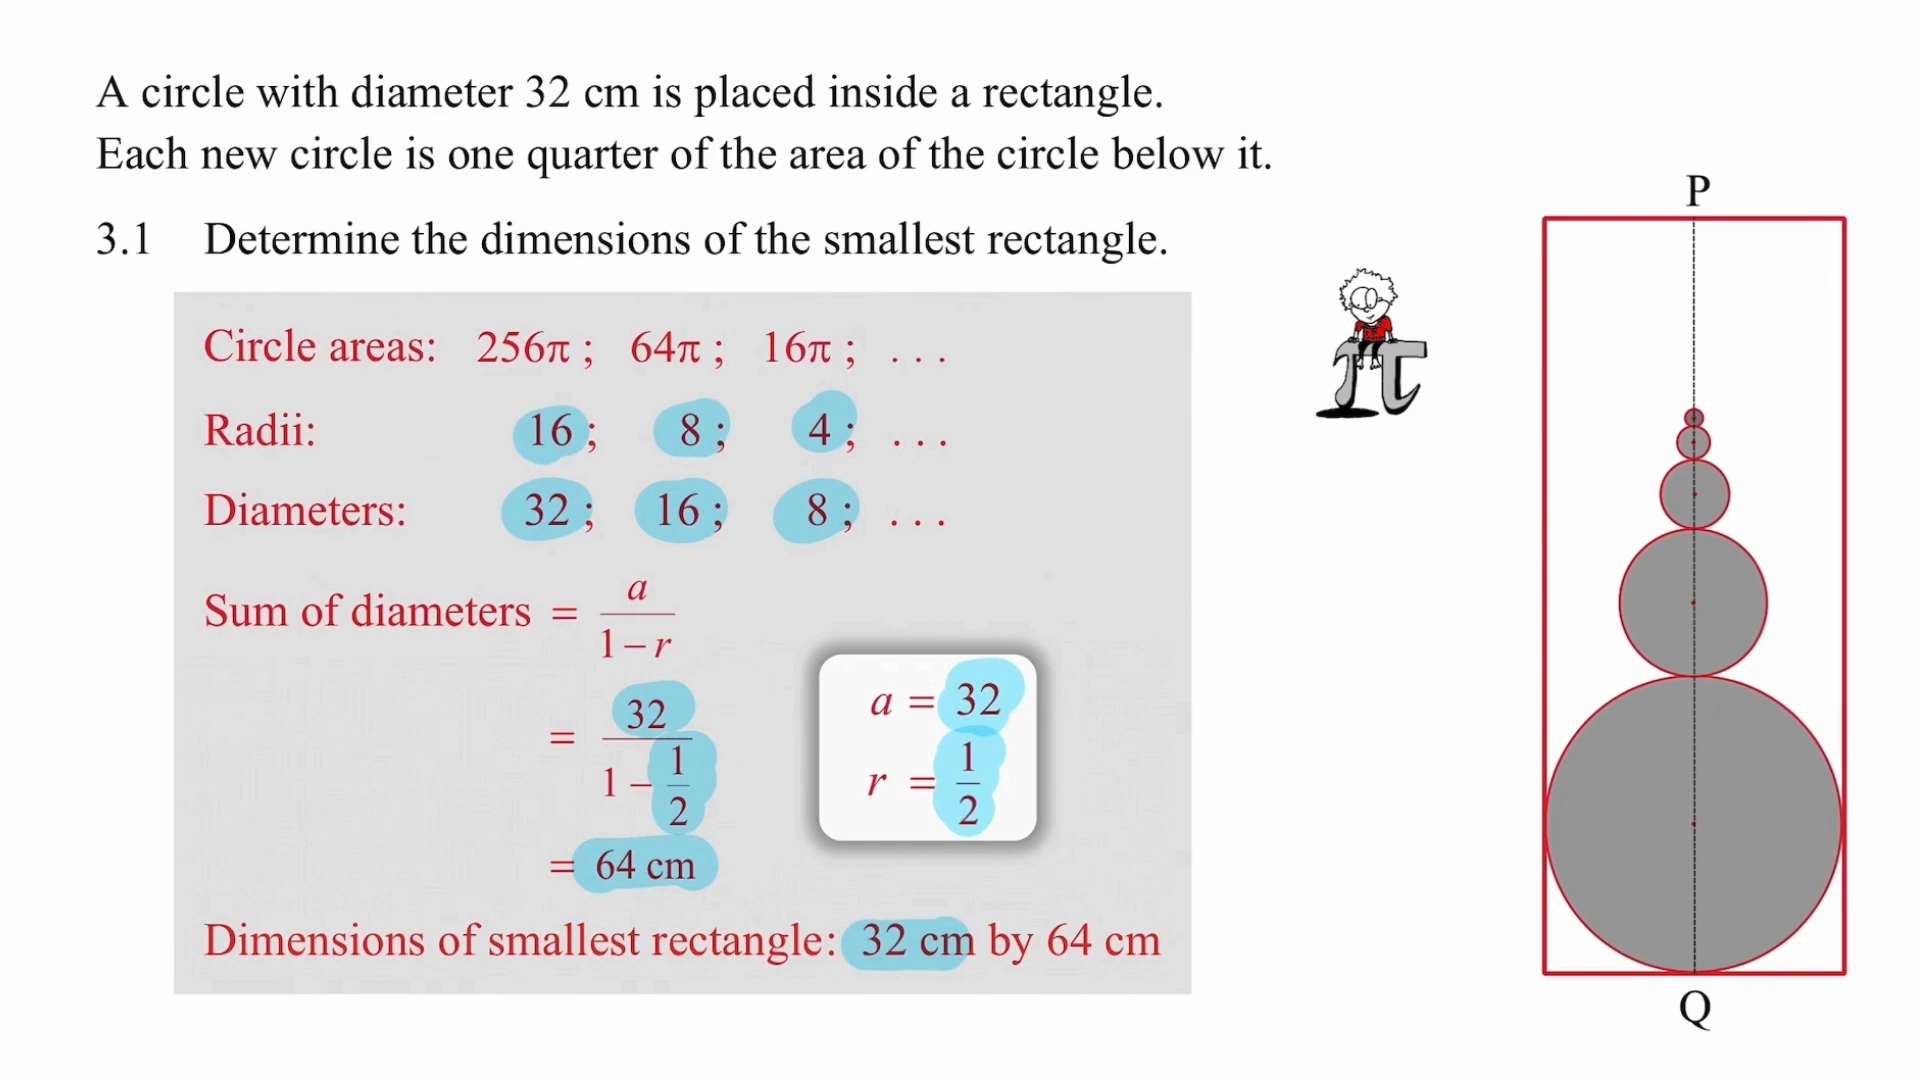 A circle with diameter 32 cm is placed inside a rectangle.
Each new circle is one quarter of the area of the circle below it.
3.1 Determine the dimensions of the smallest rectangle.
Circle areas: 256π ; 64π ; 16π ; . . .
Radii: 16 ; 8 ; 4 ; . . .
Diameters: 32 ; 16 ; 8 ; . . .
Sum of diameters = a / (1 – r)
= 32 / (1 – 1/2)
= 64 cm
a = 32
r = 1/2
Dimensions of smallest rectangle: 32 cm by 64 cm
P
π
Q